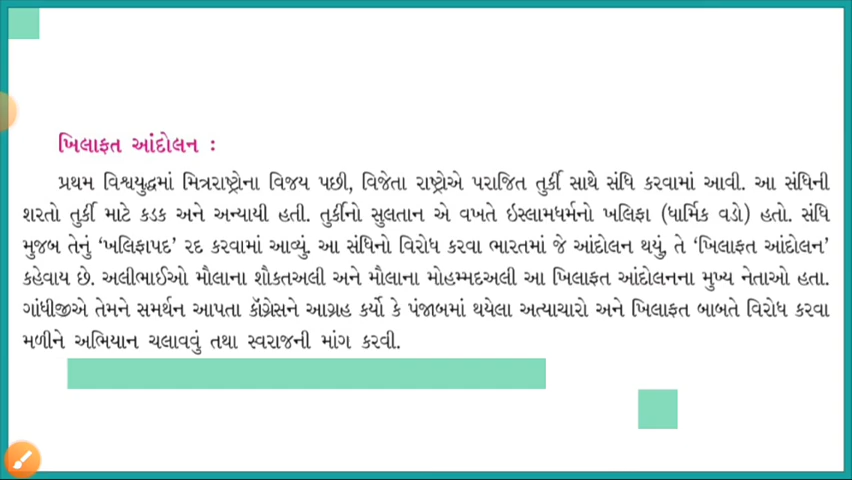 ખિલાફત આંદોલન :
પ્રથમ વિશ્વયુદ્ધમાં મિત્રરાષ્ટ્રોના વિજય પછી, વિજેતા રાષ્ટ્રોએ પરાજિત તુર્કી સાથે સંધિ કરવામાં આવી. આ સંધિની
શરતો તુર્કી માટે કડક અને અન્યાયી હતી. તુર્કીનો સુલતાન એ વખતે ઇસ્લામધર્મનો ખલિફા (ધાર્મિક વડો) હતો. સંધિ
મુજબ તેનું ‘ખલિફાપદ’ રદ કરવામાં આવ્યું. આ સંધિનો વિરોધ કરવા ભારતમાં જે આંદોલન થયું, તે ‘ખિલાફત આંદોલન’
કહેવાય છે. અલીભાઈઓ મૌલાના શૌકતઅલી અને મૌલાના મોહમ્મદઅલી આ ખિલાફત આંદોલનના મુખ્ય નેતાઓ હતા.
ગાંધીજીએ તેમને સમર્થન આપતા કૉંગ્રેસને આગ્રહ કર્યો કે પંજાબમાં થયેલા અત્યાચારો અને ખિલાફત બાબતે વિરોધ કરવા
મળીને અભિયાન ચલાવવું તથા સ્વરાજની માંગ કરવી.